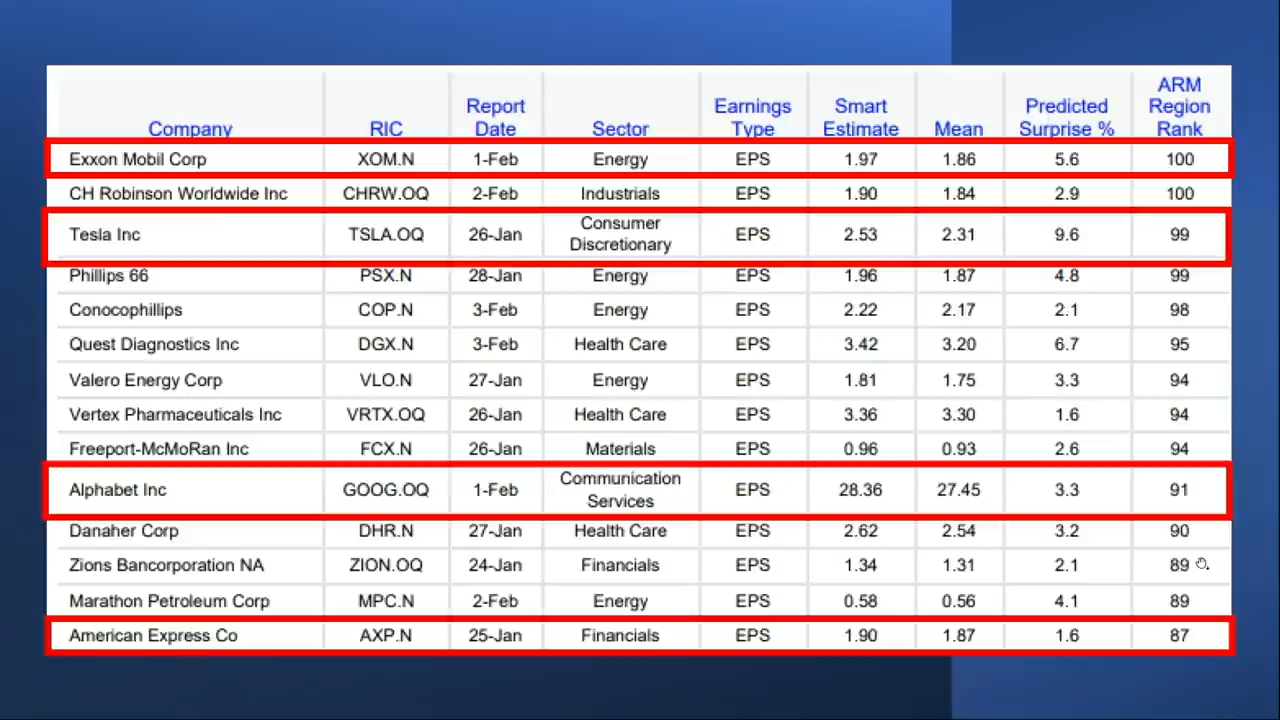 Company RIC Report Date Sector Earnings Type Smart Estimate Mean Predicted Surprise % ARM Region Rank
Exxon Mobil Corp XOM.N 1-Feb Energy EPS 1.97 1.86 5.6 100
CH Robinson Worldwide Inc CHRW.OQ 2-Feb Industrials EPS 1.90 1.84 2.9 100
Tesla Inc TSLA.OQ 26-Jan Consumer Discretionary EPS 2.53 2.31 9.6 99
Phillips 66 PSX.N 28-Jan Energy EPS 1.96 1.87 4.8 99
Conocophillips COP.N 3-Feb Energy EPS 2.22 2.17 2.1 98
Quest Diagnostics Inc DGX.N 3-Feb Health Care EPS 3.42 3.20 6.7 95
Valero Energy Corp VLO.N 27-Jan Energy EPS 1.81 1.75 3.3 94
Vertex Pharmaceuticals Inc VRTX.OQ 26-Jan Health Care EPS 3.36 3.30 1.6 94
Freeport-McMoRan Inc FCX.N 26-Jan Materials EPS 0.96 0.93 2.6 94
Alphabet Inc GOOG.OQ 1-Feb Communication Services EPS 28.36 27.45 3.3 91
Danaher Corp DHR.N 27-Jan Health Care EPS 2.62 2.54 3.2 90
Zions Bancorporation NA ZION.OQ 24-Jan Financials EPS 1.34 1.31 2.1 89
Marathon Petroleum Corp MPC.N 2-Feb Energy EPS 0.58 0.56 4.1 89
American Express Co AXP.N 25-Jan Financials EPS 1.90 1.87 1.6 87